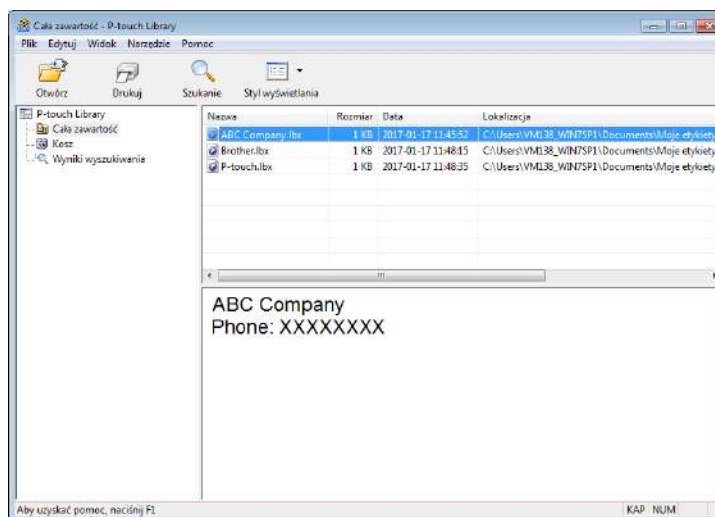 Cała zawartość - P-touch Library
Plik Edytuj Widok Narzędzie Pomoc
Otwórz Drukuj Szukanie Styl wyświetlania
P-touch Library
Cała zawartość
Kosz
Wyniki wyszukiwania
Nazwa Rozmiar Data Lokalizacja
ABC Company.lbx 1 KB 2017-01-17 11:45:52 C:\Users\VM138_WIN7SP1\Documents\Moje etykiety
Brother.lbx 1 KB 2017-01-17 11:48:15 C:\Users\VM138_WIN7SP1\Documents\Moje etykiety
P-touch.lbx 1 KB 2017-01-17 11:48:35 C:\Users\VM138_WIN7SP1\Documents\Moje etykiety
ABC Company
Phone: XXXXXXXX
Aby uzyskać pomoc, naciśnij F1 KAP NUM